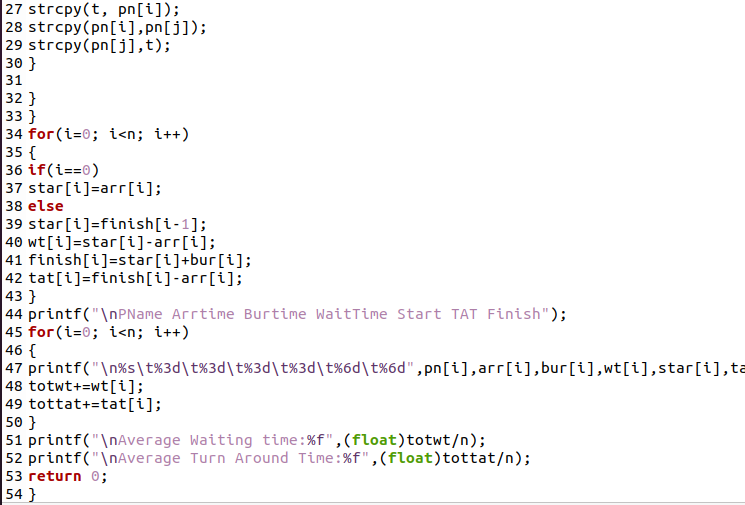 27 strcpy(t, pn[i]);
28 strcpy(pn[i],pn[j]);
29 strcpy(pn[j],t);
30 }
31
32 }
33 }
34 for(i=0; i<n; i++)
35 {
36 if(i==0)
37 star[i]=arr[i];
38 else
39 star[i]=finish[i-1];
40 wt[i]=star[i]-arr[i];
41 finish[i]=star[i]+bur[i];
42 tat[i]=finish[i]-arr[i];
43 }
44 printf("\nPName Arrtime Burtime WaitTime Start TAT Finish");
45 for(i=0; i<n; i++)
46 {
47 printf("\n%s\t%3d\t%3d\t%3d\t%3d\t%6d\t%6d",pn[i],arr[i],bur[i],wt[i],star[i],ta
48 totwt+=wt[i];
49 tottat+=tat[i];
50 }
51 printf("\nAverage Waiting time:%f",(float)totwt/n);
52 printf("\nAverage Turn Around Time:%f",(float)tottat/n);
53 return 0;
54 }